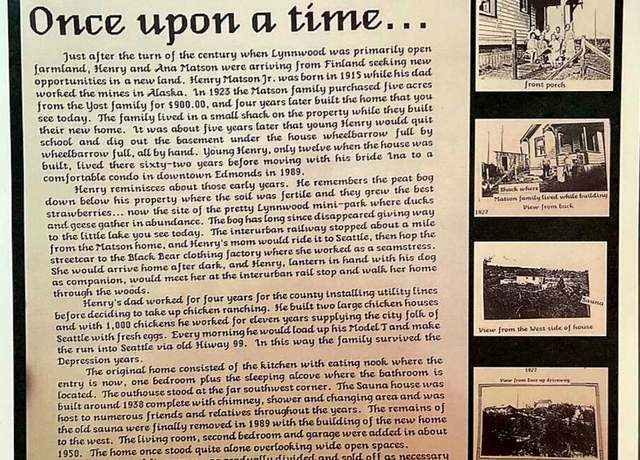 Once upon a time...
Just after the turn of the century when Lynnwood was primarily open
farmland, Henry and Ana Matson were arriving from Finland seeking new
opportunities in a new land. Henry Matson Jr. was born in 1915 while his dad
worked the mines in Alaska. In 1923 the Matson family purchased five acres
from the Yost family for $900.00, and four years later built the home that you
see today. The family lived in a small shack on the property while they built
their new home. It was about five years later that young Henry would quit
school and dig out the basement under the house wheelbarrow full by
wheelbarrow full, all by hand. Young Henry, only twelve when the house was
built, lived there sixty-two years before moving with his bride Ina to a
comfortable condo in downtown Edmonds in 1989.
Henry reminisces about those early years. He remembers the peat bog
down below his property where the soil was fertile and they grew the best
strawberries... now the site of the pretty Lynnwood mini-park where ducks
and geese gather in abundance. The bog has long since disappeared giving way
to the little lake you see today. The interurban railway stopped about a mile
from the Matson home, and Henry's mom would ride it to Seattle, then hop the
streetcar to the Black Bear clothing factory where she worked as a seamstress.
She would arrive home after dark, and Henry, lantern in hand with his dog
as companion, would meet her at the interurban rail stop and walk her home
through the woods.
Henry's dad worked for four years for the county installing utility lines
before deciding to take up chicken ranching. He built two large chicken houses
and with 1,000 chickens he worked for eleven years supplying the city folk of
Seattle with fresh eggs. Every morning he would load up his Model T and make
the run into Seattle via old Hiway 99. In this way the family survived the
Depression years.
The original home consisted of the kitchen with eating nook where the
entry is now, one bedroom plus the sleeping alcove where the bathroom is
located. The outhouse stood at the far southwest corner. The Sauna house was
built around 1938 complete with chimney, shower and changing area and was
host to numerous friends and relatives throughout the years. The remains of
the old sauna were finally removed in 1989 with the building of the new home
to the west. The living room, second bedroom and garage were added in about
1950. The home once stood quite alone overlooking wide open spaces.
gradually divided and sold off as necessary
front porch
Shack where
Matson family lived while building
1927 View from back
Sauna
View from the West side of house
1927
View from East up driveway